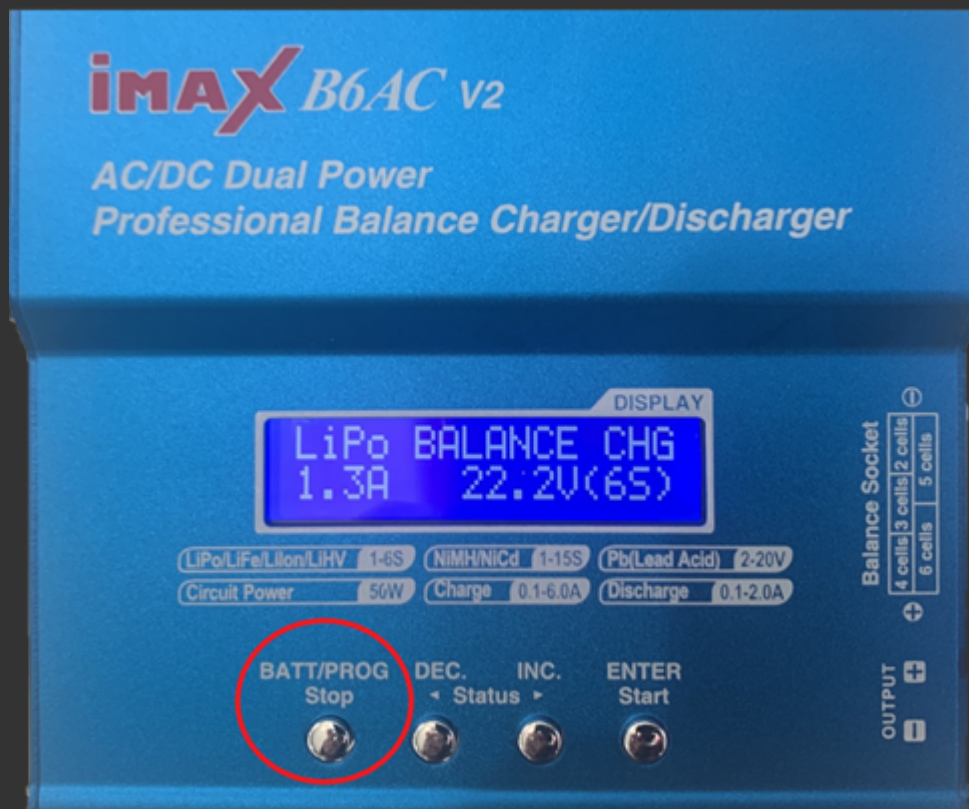 iMAX B6AC V2
AC/DC Dual Power
Professional Balance Charger/Discharger
DISPLAY
LiPo BALANCE CHG
1.3A 22.2V(6S)
LiPo/LiFe/LiIon/LiHV 1-6S NiMH/NiCd 1-15S Pb(Lead Acid) 2-20V
Circuit Power 50W Charge 0.1-6.0A Discharge 0.1-2.0A
BATT/PROG DEC. INC. ENTER
Stop ◄ Status ► Start
Balance Socket
4 cells 3 cells 2 cells
6 cells 5 cells
OUTPUT